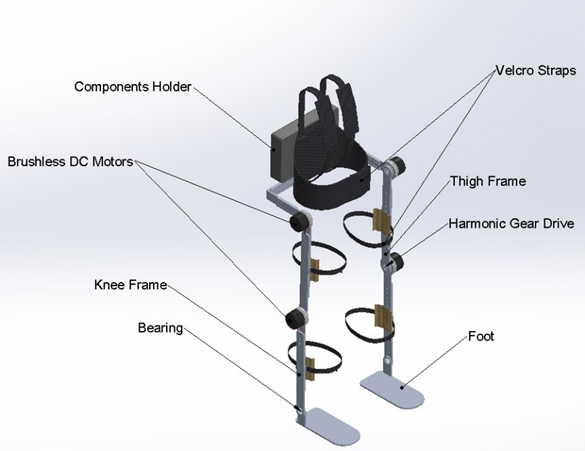 Velcro Straps
Components Holder
Brushless DC Motors
Thigh Frame
Harmonic Gear Drive
Knee Frame
Bearing
Foot